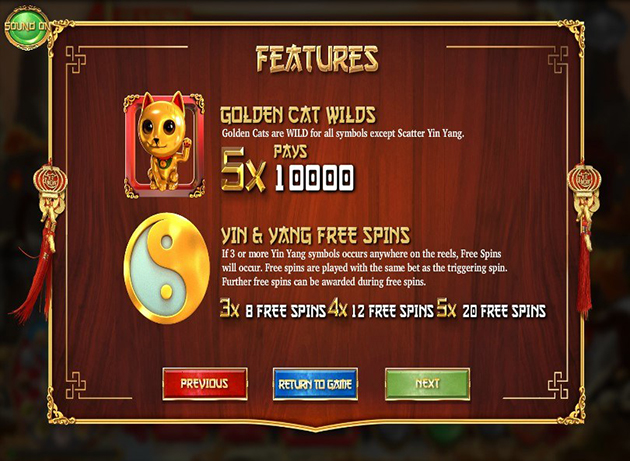 SOUND ON
FEATURES
GOLDEN CAT WILDS
Golden Cats are WILD for all symbols except Scatter Yin Yang.
5x PAYS 10000
YIN & YANG FREE SPINS
If 3 or more Yin Yang symbols occurs anywhere on the reels, Free Spins
will occur. Free spins are played with the same bet as the triggering spin.
Further free spins can be awarded during free spins.
3x 8 FREE SPINS 4x 12 FREE SPINS 5x 20 FREE SPINS
PREVIOUS RETURN TO GAME NEXT